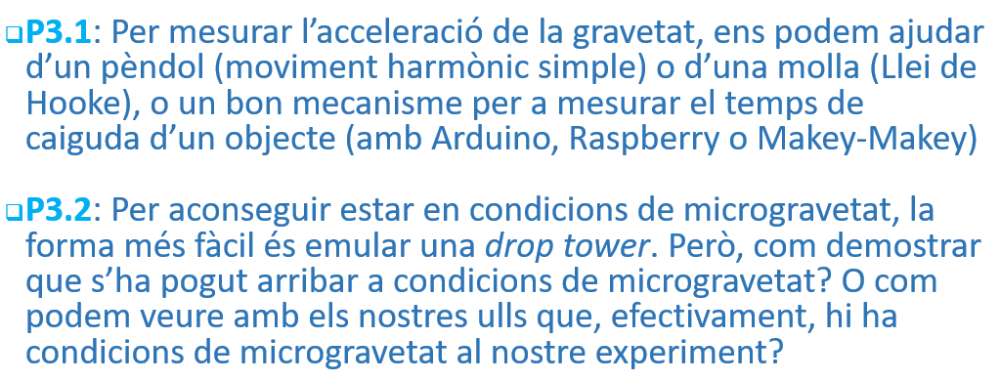 ❑P3.1: Per mesurar l’acceleració de la gravetat, ens podem ajudar
d’un pèndol (moviment harmònic simple) o d’una molla (Llei de
Hooke), o un bon mecanisme per a mesurar el temps de
caiguda d’un objecte (amb Arduino, Raspberry o Makey-Makey)
❑P3.2: Per aconseguir estar en condicions de microgravetat, la
forma més fàcil és emular una drop tower. Però, com demostrar
que s’ha pogut arribar a condicions de microgravetat? O com
podem veure amb els nostres ulls que, efectivament, hi ha
condicions de microgravetat al nostre experiment?